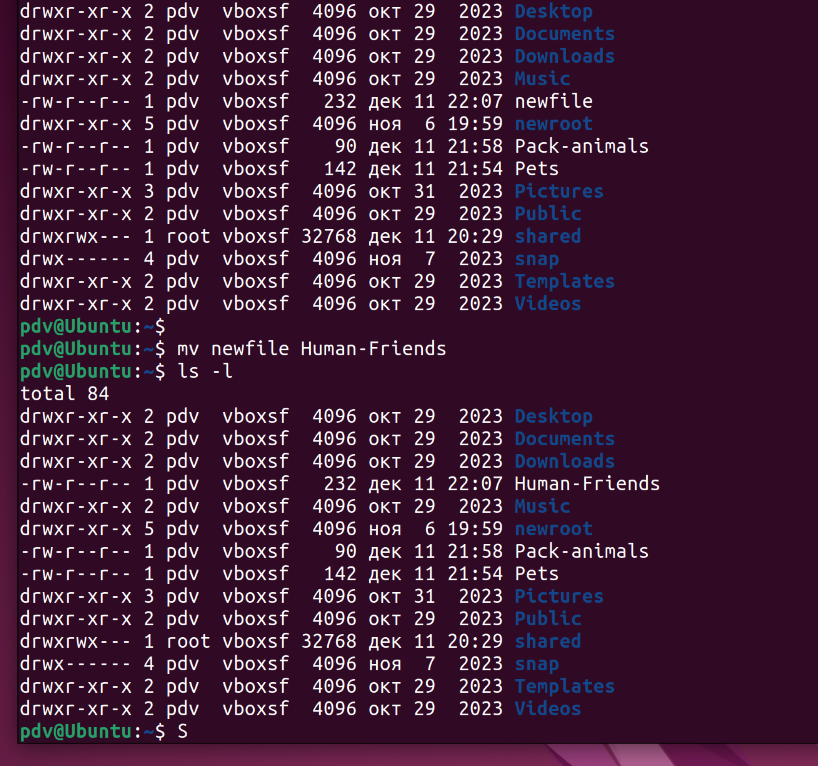 drwxr-xr-x 2 pdv  vboxsf  4096 окт 29  2023 Desktop
drwxr-xr-x 2 pdv  vboxsf  4096 окт 29  2023 Documents
drwxr-xr-x 2 pdv  vboxsf  4096 окт 29  2023 Downloads
drwxr-xr-x 2 pdv  vboxsf  4096 окт 29  2023 Music
-rw-r--r-- 1 pdv  vboxsf   232 дек 11 22:07 newfile
drwxr-xr-x 5 pdv  vboxsf  4096 ноя  6 19:59 newroot
-rw-r--r-- 1 pdv  vboxsf    90 дек 11 21:58 Pack-animals
-rw-r--r-- 1 pdv  vboxsf   142 дек 11 21:54 Pets
drwxr-xr-x 3 pdv  vboxsf  4096 окт 31  2023 Pictures
drwxr-xr-x 2 pdv  vboxsf  4096 окт 29  2023 Public
drwxrwx--- 1 root vboxsf 32768 дек 11 20:29 shared
drwx------ 4 pdv  vboxsf  4096 ноя  7  2023 snap
drwxr-xr-x 2 pdv  vboxsf  4096 окт 29  2023 Templates
drwxr-xr-x 2 pdv  vboxsf  4096 окт 29  2023 Videos
pdv@Ubuntu:~$
pdv@Ubuntu:~$ mv newfile Human-Friends
pdv@Ubuntu:~$ ls -l
total 84
drwxr-xr-x 2 pdv  vboxsf  4096 окт 29  2023 Desktop
drwxr-xr-x 2 pdv  vboxsf  4096 окт 29  2023 Documents
drwxr-xr-x 2 pdv  vboxsf  4096 окт 29  2023 Downloads
-rw-r--r-- 1 pdv  vboxsf   232 дек 11 22:07 Human-Friends
drwxr-xr-x 2 pdv  vboxsf  4096 окт 29  2023 Music
drwxr-xr-x 5 pdv  vboxsf  4096 ноя  6 19:59 newroot
-rw-r--r-- 1 pdv  vboxsf    90 дек 11 21:58 Pack-animals
-rw-r--r-- 1 pdv  vboxsf   142 дек 11 21:54 Pets
drwxr-xr-x 3 pdv  vboxsf  4096 окт 31  2023 Pictures
drwxr-xr-x 2 pdv  vboxsf  4096 окт 29  2023 Public
drwxrwx--- 1 root vboxsf 32768 дек 11 20:29 shared
drwx------ 4 pdv  vboxsf  4096 ноя  7  2023 snap
drwxr-xr-x 2 pdv  vboxsf  4096 окт 29  2023 Templates
drwxr-xr-x 2 pdv  vboxsf  4096 окт 29  2023 Videos
pdv@Ubuntu:~$ S